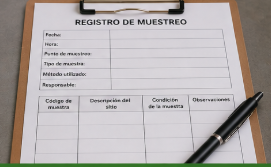 REGISTRO DE MUESTREO
Fecha:
Hora:
Punto de muestreo:
Tipo de muestra:
Método utilizado:
Responsable:
Código de muestra
Descripción del sitio
Condición de la muestra
Observaciones